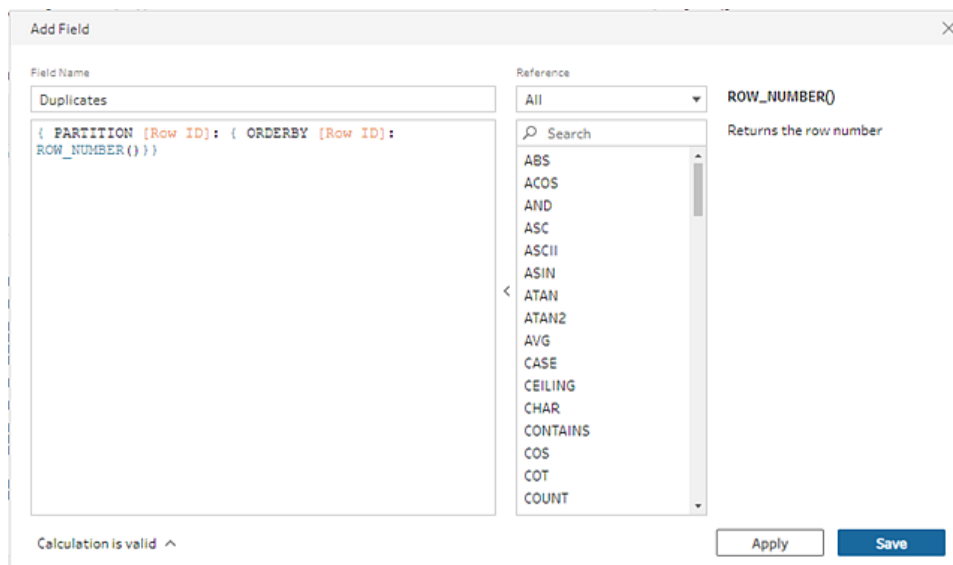 Add Field
Field Name
Duplicates
{ PARTITION [Row ID]: { ORDERBY [Row ID]:
ROW_NUMBER()}}
Reference
All
Search
ABS
ACOS
AND
ASC
ASCII
ASIN
ATAN
ATAN2
AVG
CASE
CEILING
CHAR
CONTAINS
COS
COT
COUNT
ROW_NUMBER()
Returns the row number
Calculation is valid
Apply
Save